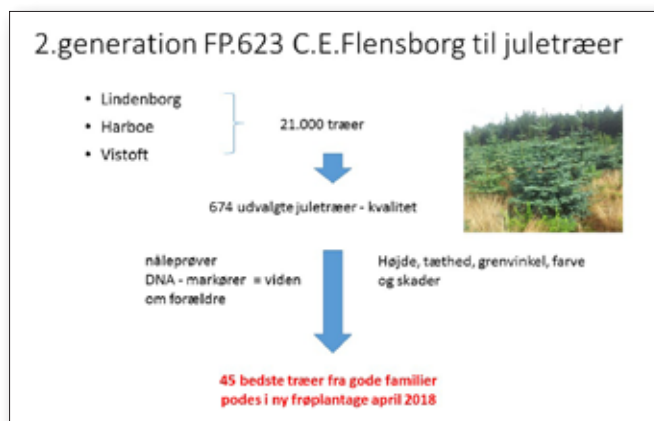 2.generation FP.623 C.E.Flensborg til juletræer
• Lindenborg
• Harboe
• Vistoft
21.000 træer
674 udvalgte juletræer - kvalitet
nåleprøver
DNA - markører = viden
om forældre
Højde, tæthed, grenvinkel, farve
og skader
45 bedste træer fra gode familier
podes i ny frøplantage april 2018